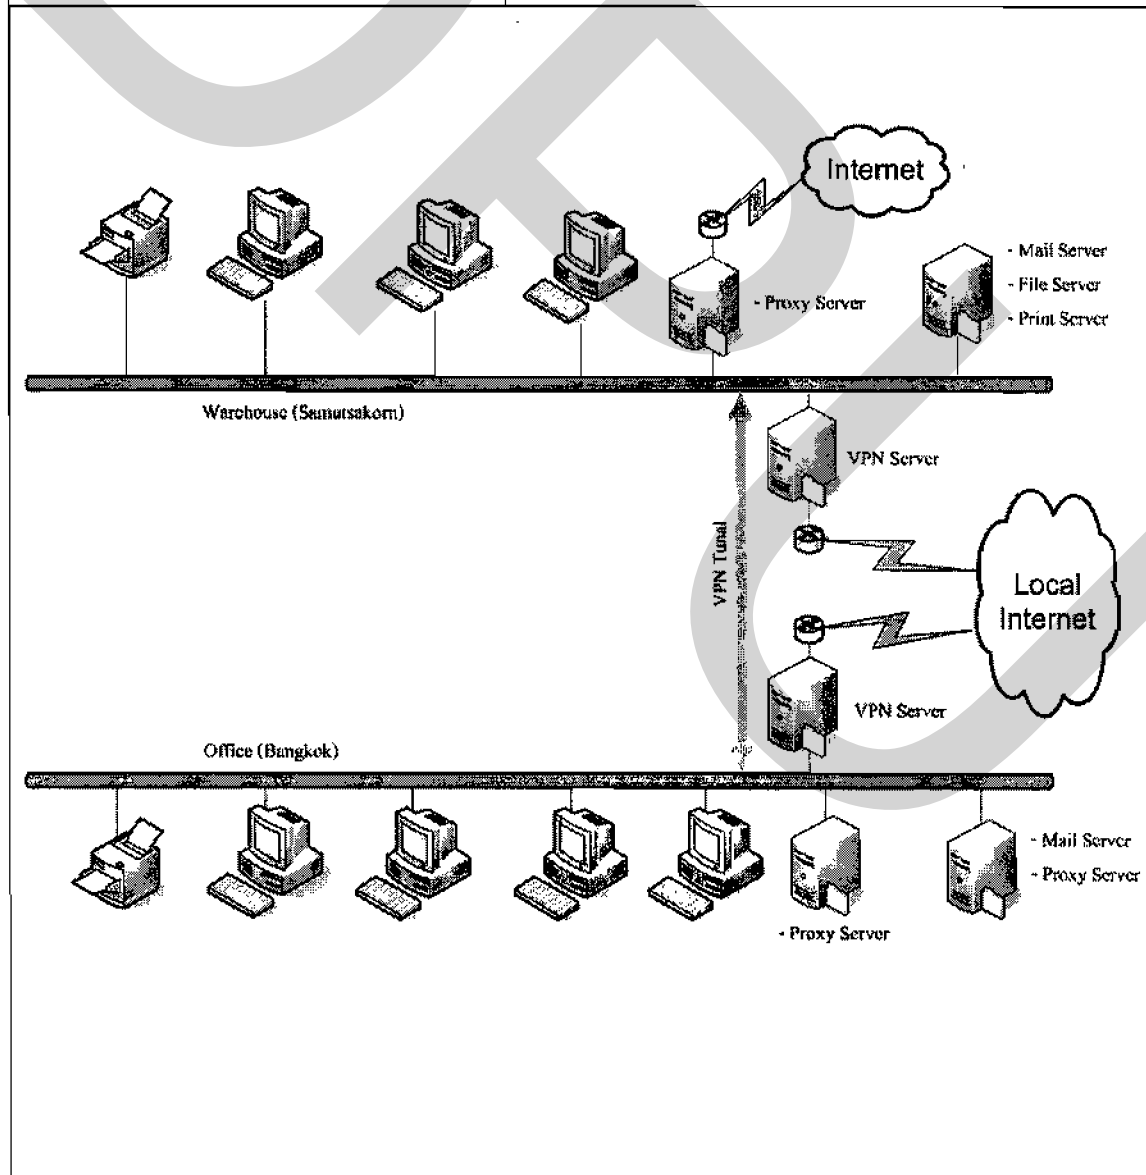 Internet
- Mail Server
- File Server
- Print Server
- Proxy Server
Warehouse (Samutsakorn)
VPN Server
VPN Tunal
Local
Internet
VPN Server
Office (Bangkok)
- Mail Server
- Proxy Server
- Proxy Server